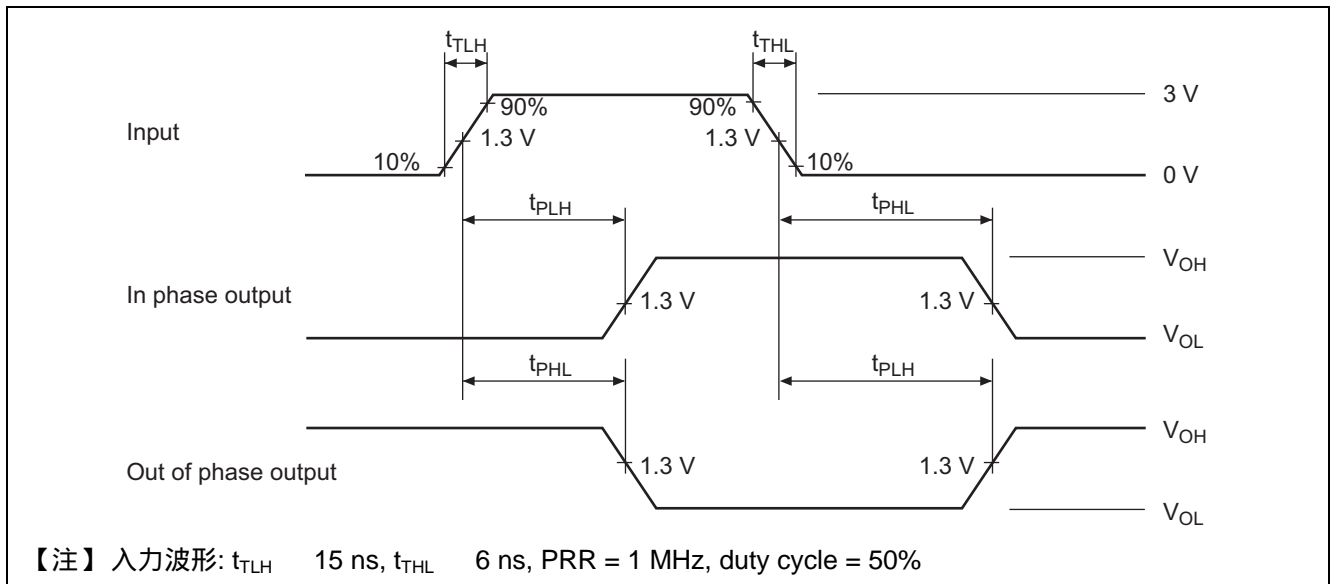 tTLH tTHL
90% 90% 3 V
Input 1.3 V 1.3 V
10% 10% 0 V
tPLH tPHL
VOH
In phase output 1.3 V 1.3 V
VOL
tPHL tPLH
VOH
Out of phase output 1.3 V 1.3 V
VOL
【注】入力波形: tTLH 15 ns, tTHL 6 ns, PRR = 1 MHz, duty cycle = 50%